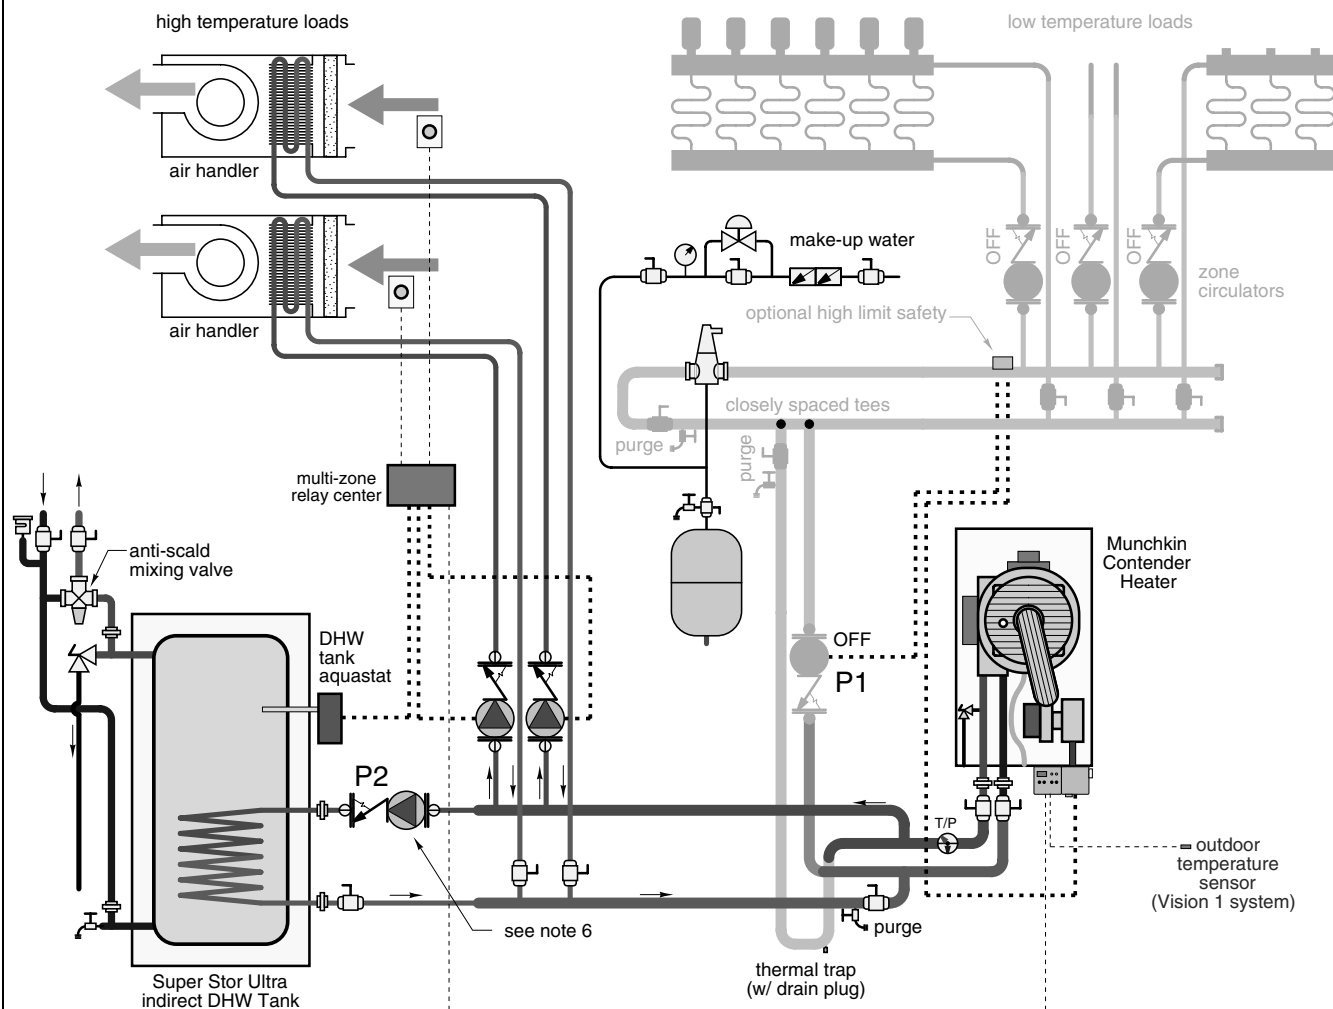 high temperature loads
low temperature loads
air handler
make-up water
OFF
OFF
OFF
zone
circulators
optional high limit safety
air handler
closely spaced tees
purge
purge
multi-zone
relay center
anti-scald
mixing valve
Munchkin
Contender
Heater
DHW
tank
aquastat
OFF
P1
P2
T/P
outdoor
temperature
sensor
(Vision 1 system)
see note 6
purge
thermal trap
(w/ drain plug)
Super Stor Ultra
indirect DHW Tank